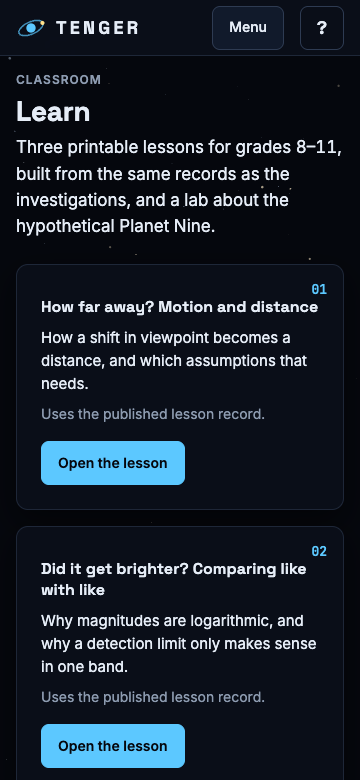 TENGER
Menu
?
CLASSROOM
Learn
Three printable lessons for grades 8–11,
built from the same records as the
investigations, and a lab about the
hypothetical Planet Nine.
01
How far away? Motion and distance
How a shift in viewpoint becomes a
distance, and which assumptions that
needs.
Uses the published lesson record.
Open the lesson
02
Did it get brighter? Comparing like
with like
Why magnitudes are logarithmic, and
why a detection limit only makes sense
in one band.
Uses the published lesson record.
Open the lesson